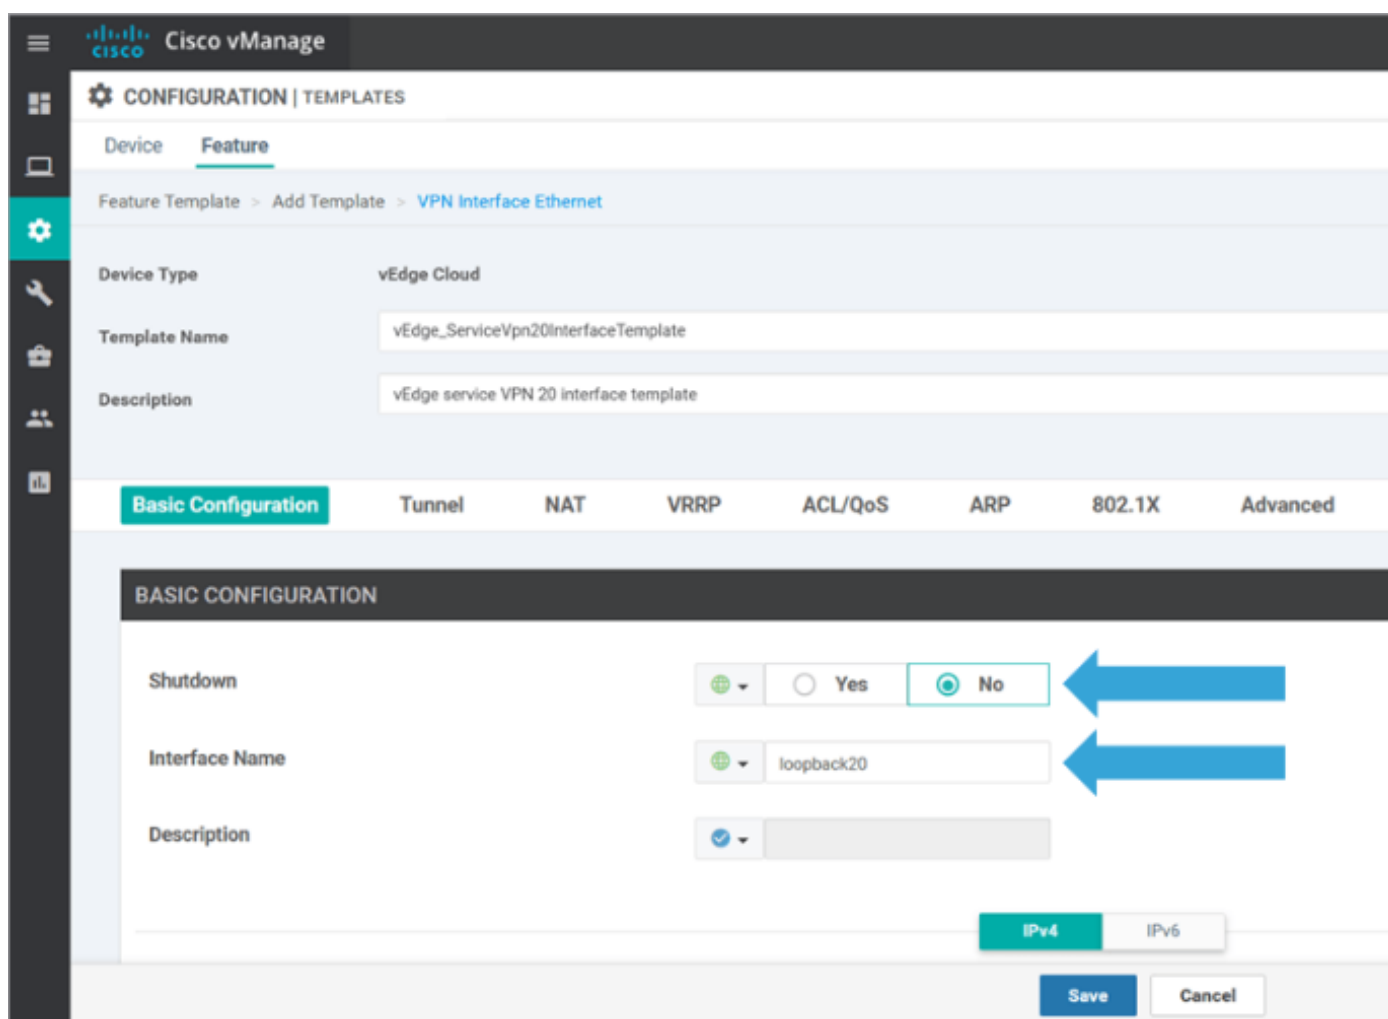 CISCO Cisco vManage
CONFIGURATION | TEMPLATES
Device Feature
Feature Template > Add Template > VPN Interface Ethernet
Device Type vEdge Cloud
Template Name vEdge_ServiceVpn20InterfaceTemplate
Description vEdge service VPN 20 interface template
Basic Configuration Tunnel NAT VRRP ACL/QoS ARP 802.1X Advanced
BASIC CONFIGURATION
Shutdown Yes No
Interface Name loopback20
Description
IPv4 IPv6
Save Cancel